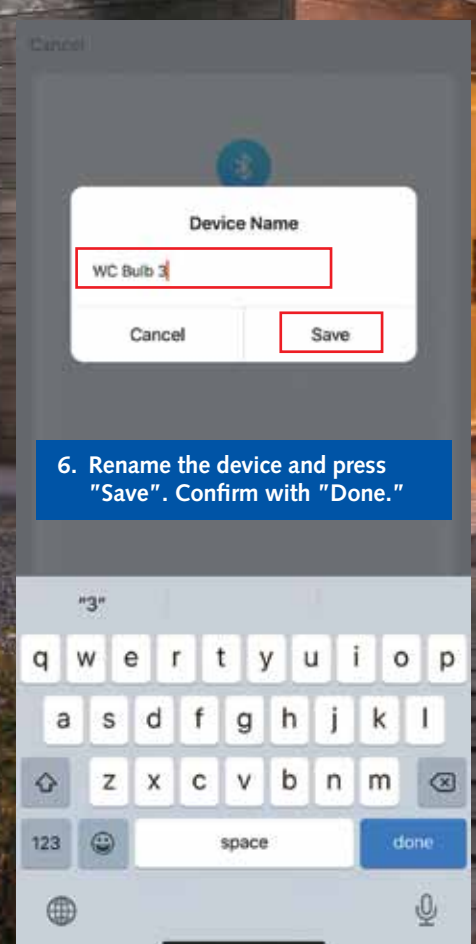 Cancel
Device Name
WC Bulb 3
Cancel Save
6. Rename the device and press
"Save". Confirm with "Done."
"3"
q w e r t y u i o p
a s d f g h j k l
z x c v b n m
123 space done